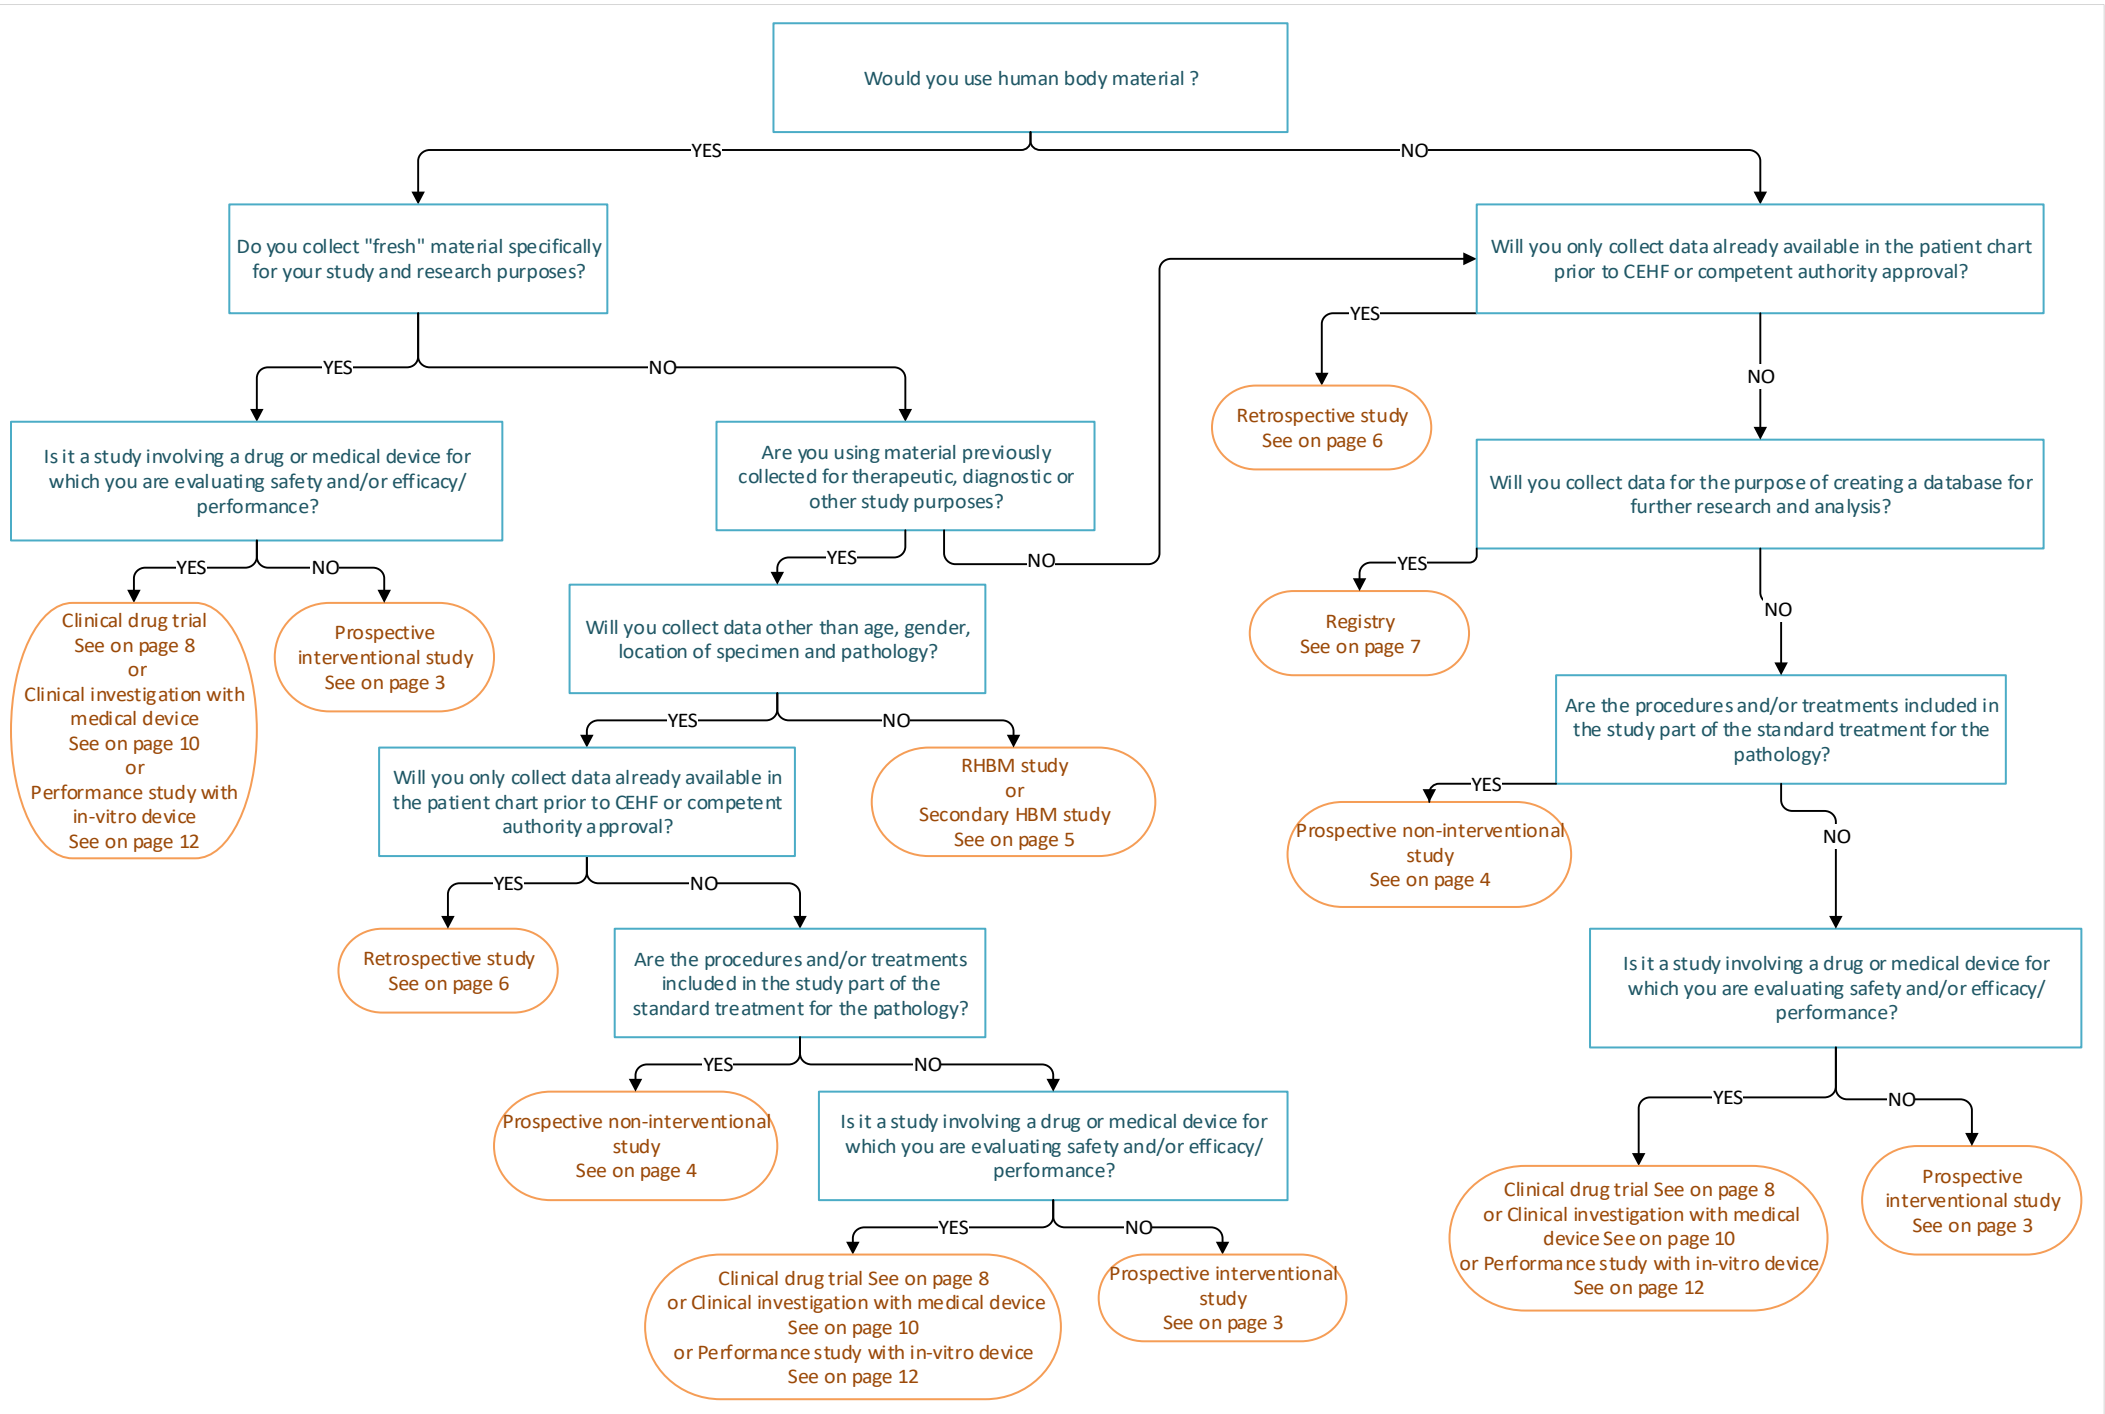 Would you use human body material ?
YES
NO
Do you collect "fresh" material specifically
for your study and research purposes?
Will you only collect data already available in the patient chart
prior to CEHF or competent authority approval?
YES
NO
YES
NO
Is it a study involving a drug or medical device for
which you are evaluating safety and/or efficacy/
performance?
Are you using material previously
collected for therapeutic, diagnostic or
other study purposes?
Retrospective study
See on page 6
Will you collect data for the purpose of creating a database for
further research and analysis?
YES
NO
YES
NO
YES
NO
Clinical drug trial
See on page 8
or
Clinical investigation with
medical device
See on page 10
or
Performance study with
in-vitro device
See on page 12
Prospective
interventional study
See on page 3
Will you collect data other than age, gender,
location of specimen and pathology?
Registry
See on page 7
YES
NO
Are the procedures and/or treatments included in
the study part of the standard treatment for the
pathology?
Will you only collect data already available in
the patient chart prior to CEHF or competent
authority approval?
RHBM study
or
Secondary HBM study
See on page 5
YES
NO
Prospective non-interventional
study
See on page 4
YES
NO
Retrospective study
See on page 6
Are the procedures and/or treatments
included in the study part of the
standard treatment for the pathology?
Is it a study involving a drug or medical device for
which you are evaluating safety and/or efficacy/
performance?
YES
NO
YES
NO
Prospective non-interventional
study
See on page 4
Is it a study involving a drug or medical device for
which you are evaluating safety and/or efficacy/
performance?
Clinical drug trial See on page 8
or Clinical investigation with medical
device See on page 10
or Performance study with in-vitro device
See on page 12
Prospective
interventional study
See on page 3
YES
NO
Clinical drug trial See on page 8
or Clinical investigation with medical device
See on page 10
or Performance study with in-vitro device
See on page 12
Prospective interventional
study
See on page 3